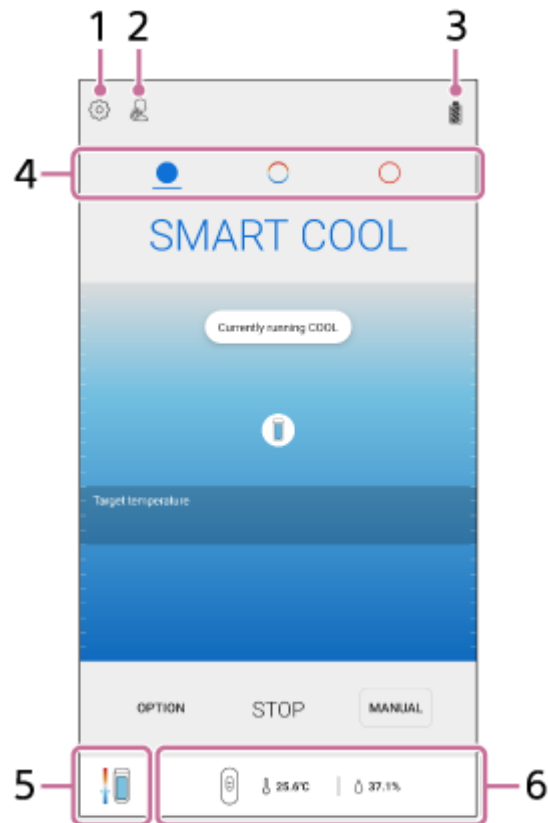 1 2 3
4
SMART COOL
Currently running COOL
Target temperature
OPTION STOP MANUAL
5 25.6°C 37.1% 6